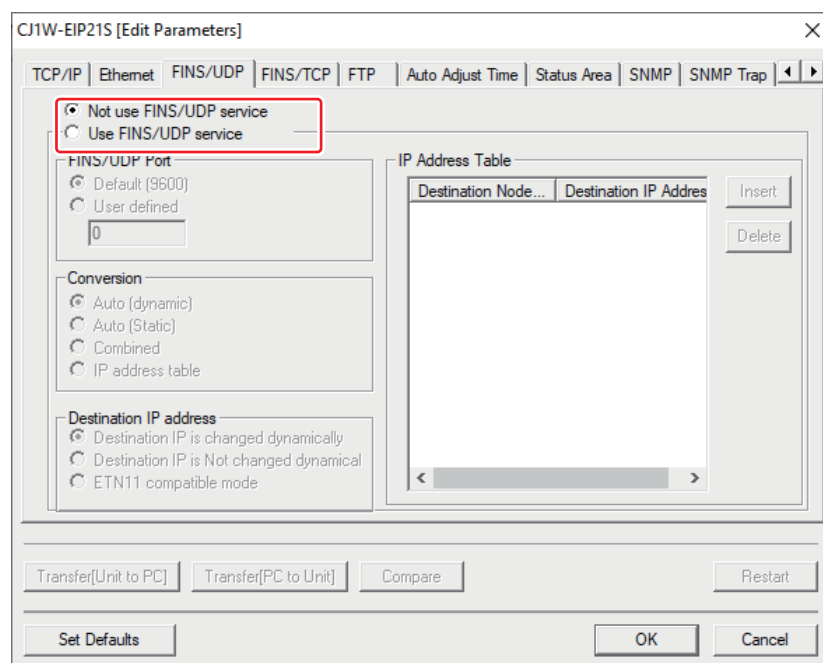 CJ1W-EIP21S [Edit Parameters]
TCP/IP Ethernet FINS/UDP FINS/TCP FTP Auto Adjust Time Status Area SNMP SNMP Trap
Not use FINS/UDP service
Use FINS/UDP service
FINS/UDP Port
Default (9600)
User defined
0
Conversion
Auto (dynamic)
Auto (Static)
Combined
IP address table
Destination IP address
Destination IP is changed dynamically
Destination IP is Not changed dynamical
ETN11 compatible mode
IP Address Table
Destination Node... Destination IP Addres
Insert
Delete
Transfer[Unit to PC] Transfer[PC to Unit] Compare Restart
Set Defaults OK Cancel